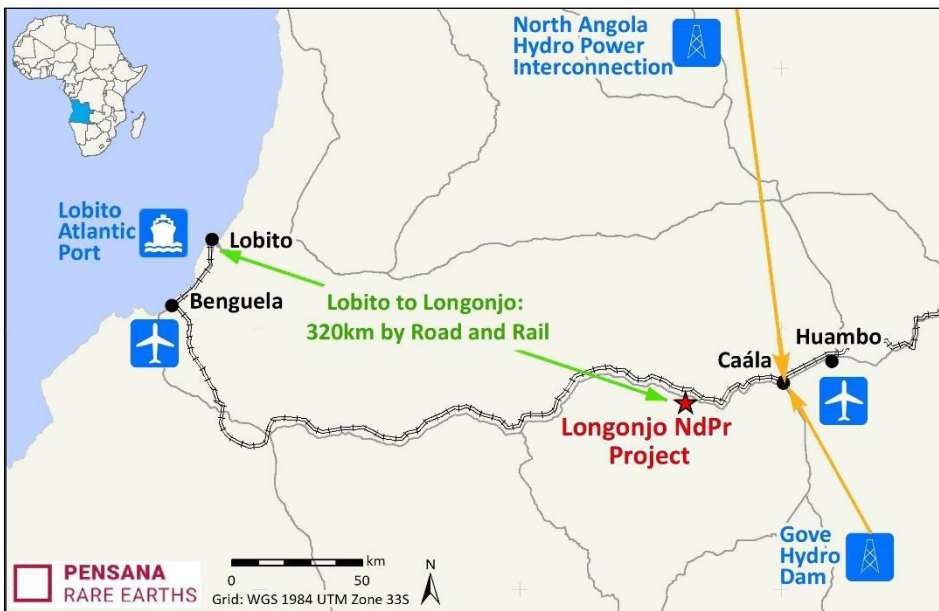 North Angola
Hydro Power
Interconnection
Lobito
Atlantic
Port
Lobito
Benguela
Lobito to Longonjo:
320km by Road and Rail
Huambo
Caála
Longonjo NdPr
Project
Gove
Hydro
Dam
PENSANA
RARE EARTHS
km
0 50
Grid: WGS 1984 UTM Zone 33S
N